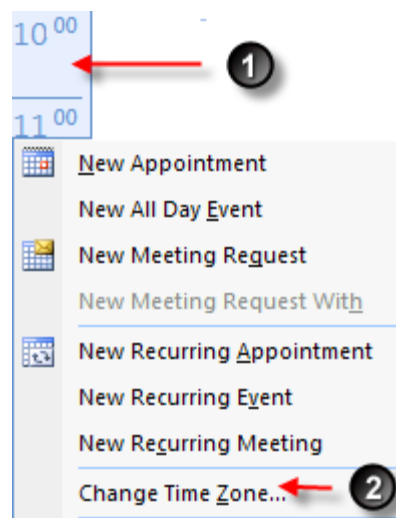 10 00
1
11 00
New Appointment
New All Day Event
New Meeting Request
New Meeting Request With
New Recurring Appointment
New Recurring Event
New Recurring Meeting
Change Time Zone... 2